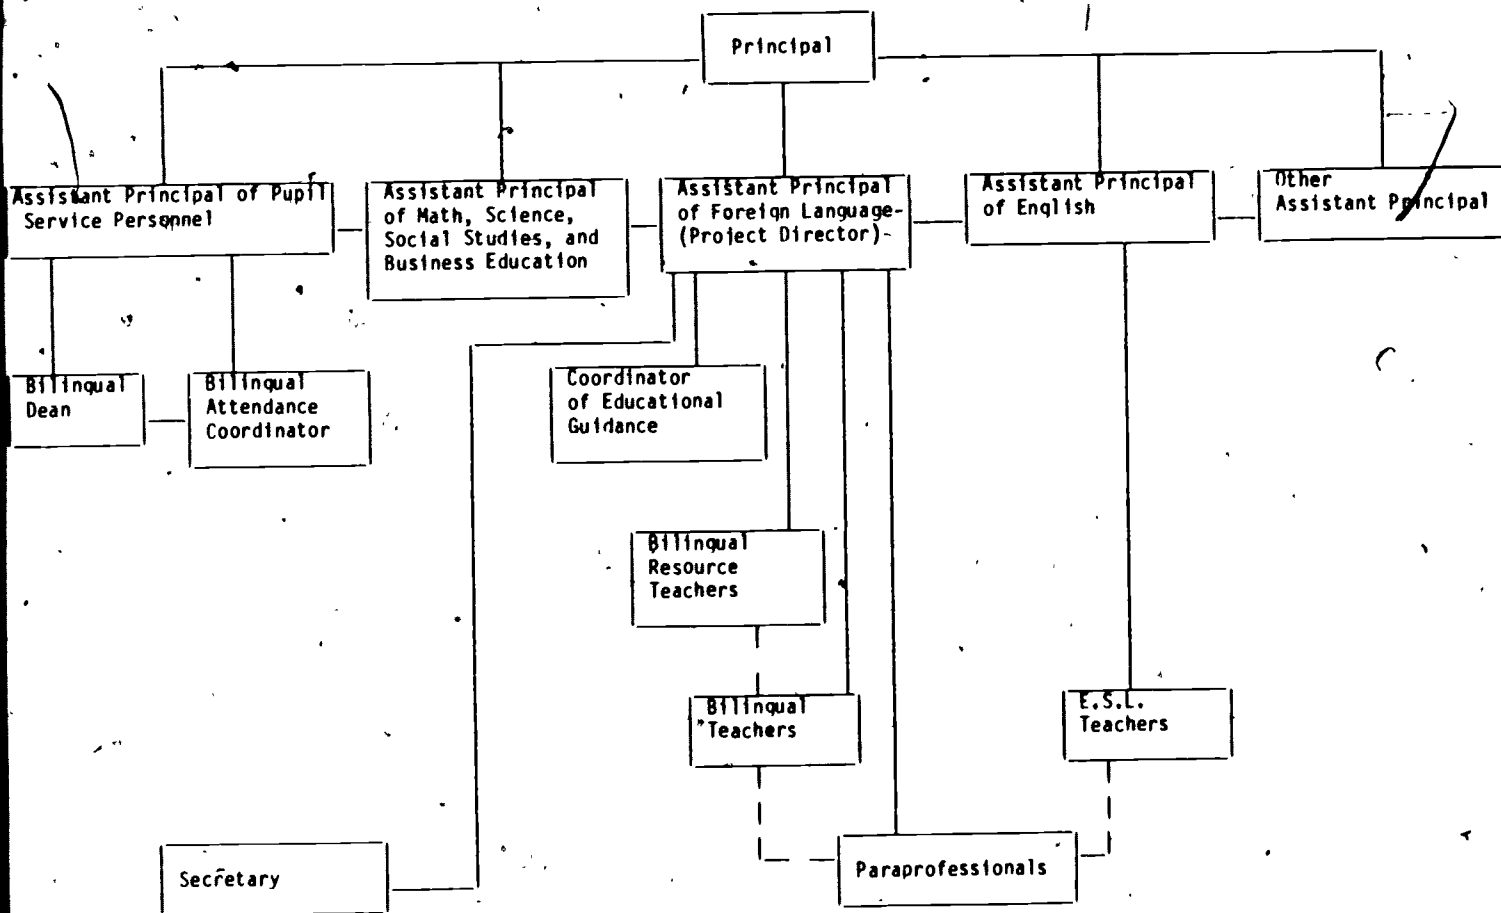 Principal
Assistant Principal of Pupil
Service Personnel
Assistant Principal
of Math, Science,
Social Studies, and
Business Education
Assistant Principal
of Foreign Language-
(Project Director)-
Assistant Principal
of English
Other
Assistant Principal
Bilingual
Dean
Bilingual
Attendance
Coordinator
Coordinator
of Educational
Guidance
Bilingual
Resource
Teachers
Bilingual
Teachers
E.S.L.
Teachers
Secretary
Paraprofessionals